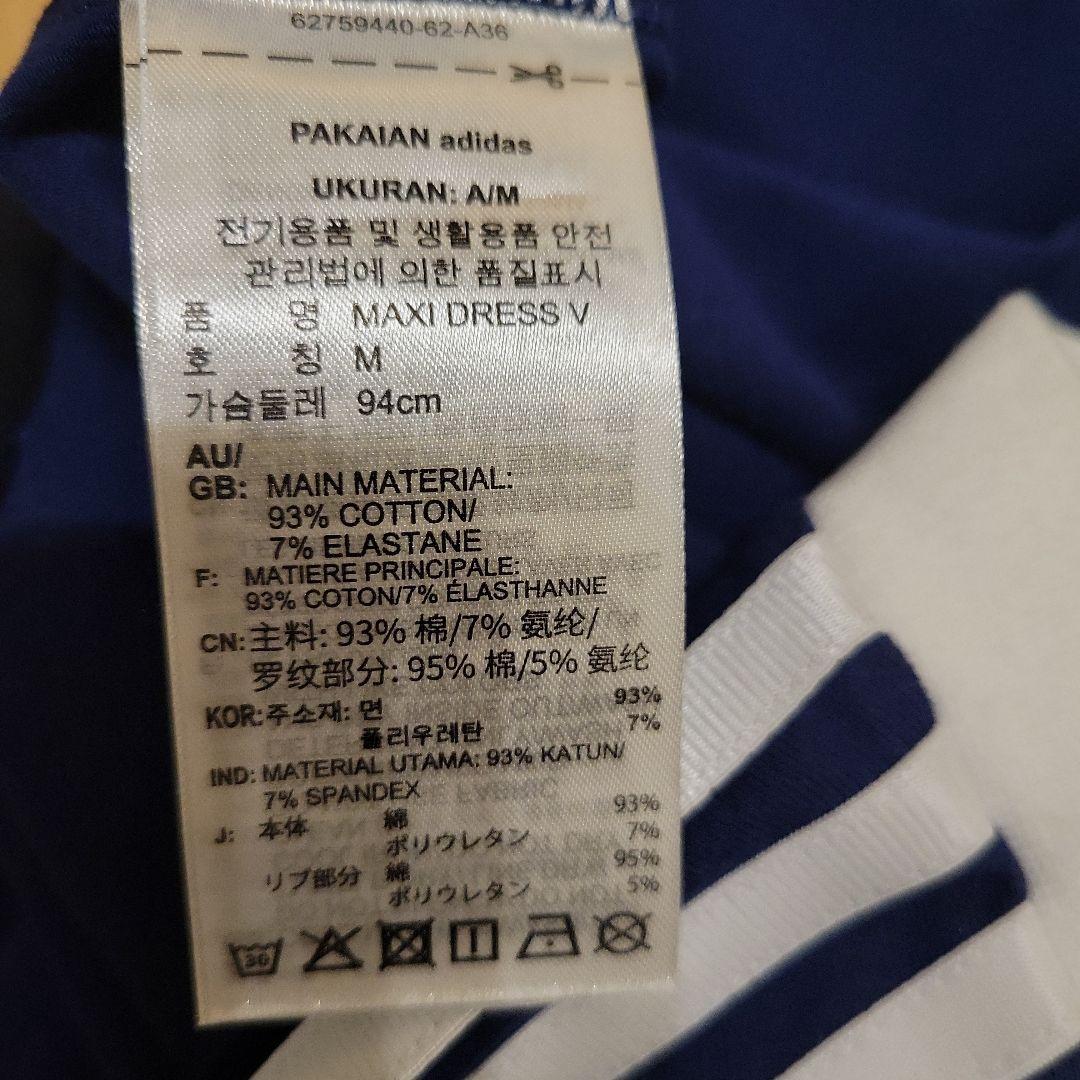 62759440-62-A36
PAKAIAN adidas
UKURAN: A/M
전기용품 및 생활용품 안전
관리법에 의한 품질표시
품 명 MAXI DRESS V
호 칭 M
가슴둘레 94cm
AU/
GB: MAIN MATERIAL:
93% COTTON/
7% ELASTANE
F: MATIERE PRINCIPALE:
93% COTON/7% ÉLASTHANNE
CN: 主料: 93% 棉/7% 氨纶/
罗纹部分: 95% 棉/5% 氨纶
KOR: 주소재: 면 93%
폴리우레탄 7%
IND: MATERIAL UTAMA: 93% KATUN/
7% SPANDEX
J: 本体 綿 93%
ポリウレタン 7%
リブ部分 綿 95%
ポリウレタン 5%